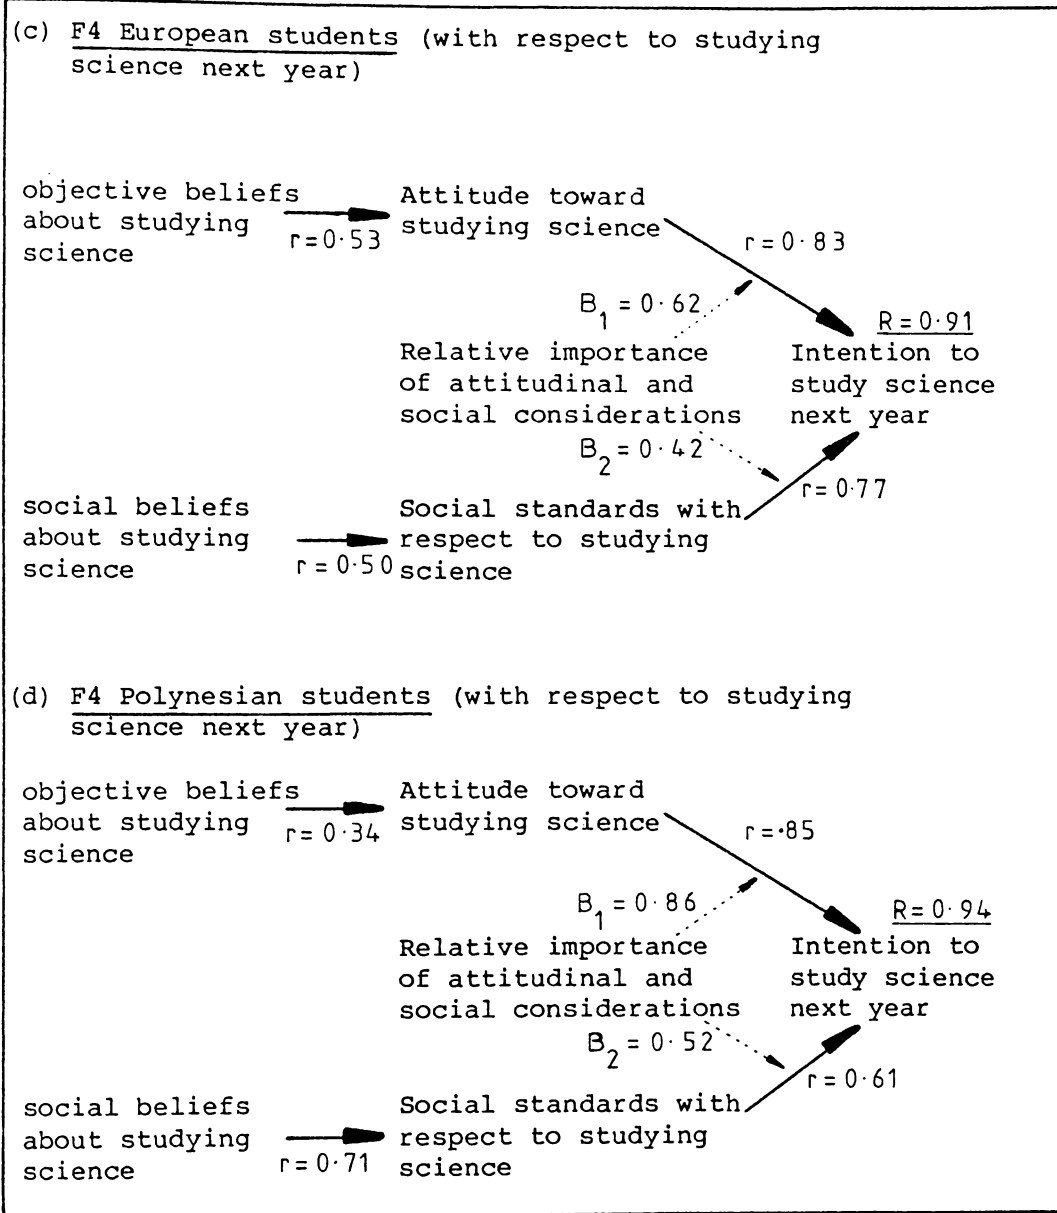 (c) F4 European students (with respect to studying
science next year)
objective beliefs
about studying
science
r=0.53
Attitude toward
studying science
r=0.83
B1=0.62
R=0.91
Relative importance
of attitudinal and
social considerations
Intention to
study science
next year
B2=0.42
r=0.77
social beliefs
about studying
science
r=0.50
Social standards with
respect to studying
science
(d) F4 Polynesian students (with respect to studying
science next year)
objective beliefs
about studying
science
r=0.34
Attitude toward
studying science
r=.85
B1=0.86
R=0.94
Relative importance
of attitudinal and
social considerations
Intention to
study science
next year
B2=0.52
r=0.61
social beliefs
about studying
science
r=0.71
Social standards with
respect to studying
science